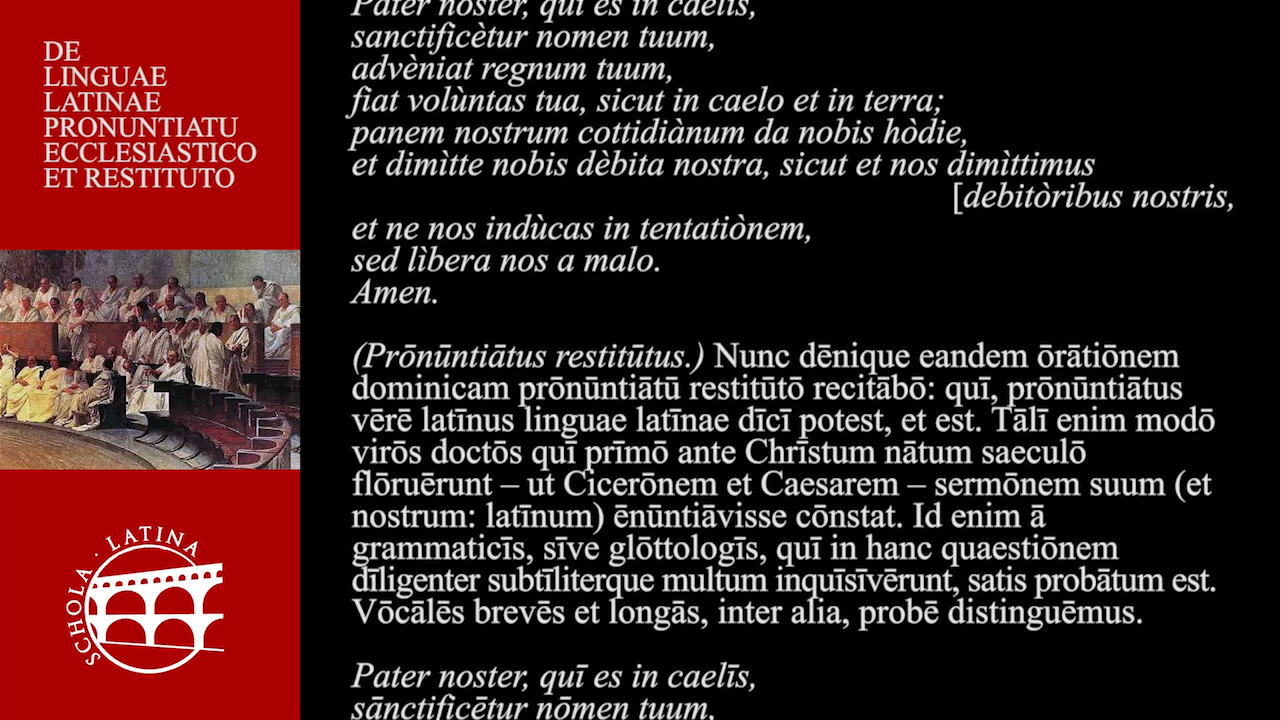 DE
LINGUAE
LATINAE
PRONUNTIATU
ECCLESIASTICO
ET RESTITUTO
SCHOLA · LATINA
Pater noster, qui es in caelis,
sanctificètur nomen tuum,
advèniat regnum tuum,
fiat volùntas tua, sicut in caelo et in terra;
panem nostrum cottidiànum da nobis hòdie,
et dimìtte nobis dèbita nostra, sicut et nos dimìttimus
[debitòribus nostris,
et ne nos indùcas in tentatiònem,
sed lìbera nos a malo.
Amen.
(Prōnūntiātus restitūtus.) Nunc dēnique eandem ōrātiōnem
dominicam prōnūntiātū restitūtō recitābō: quī, prōnūntiātus
vērē latīnus linguae latīnae dīcī potest, et est. Tālī enim modō
virōs doctōs quī prīmō ante Chrīstum nātum saeculō
flōruērunt – ut Cicerōnem et Caesarem – sermōnem suum (et
nostrum: latīnum) ēnūntiāvisse cōnstat. Id enim ā
grammaticīs, sīve glōttologīs, quī in hanc quaestiōnem
dīligenter subtīliterque multum inquīsīvērunt, satis probātum est.
Vōcālēs brevēs et longās, inter alia, probē distinguēmus.
Pater noster, quī es in caelīs,
sānctificētur nōmen tuum,